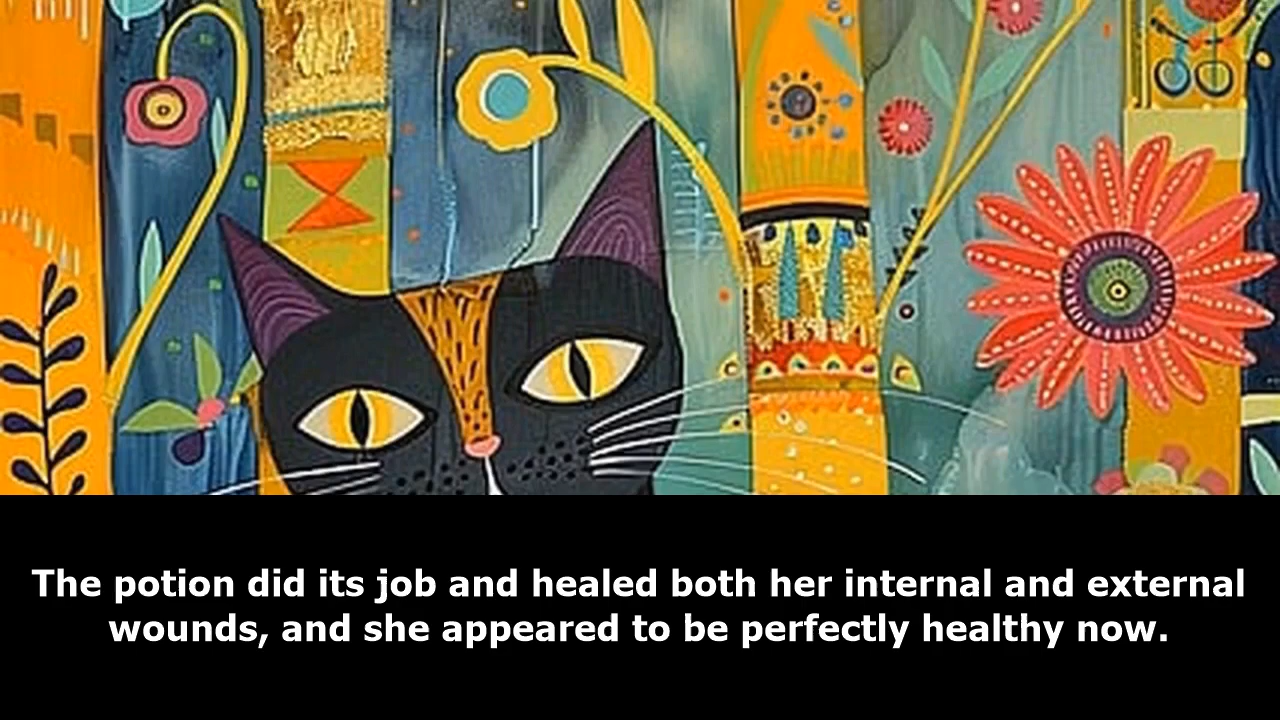 The potion did its job and healed both her internal and external
wounds, and she appeared to be perfectly healthy now.